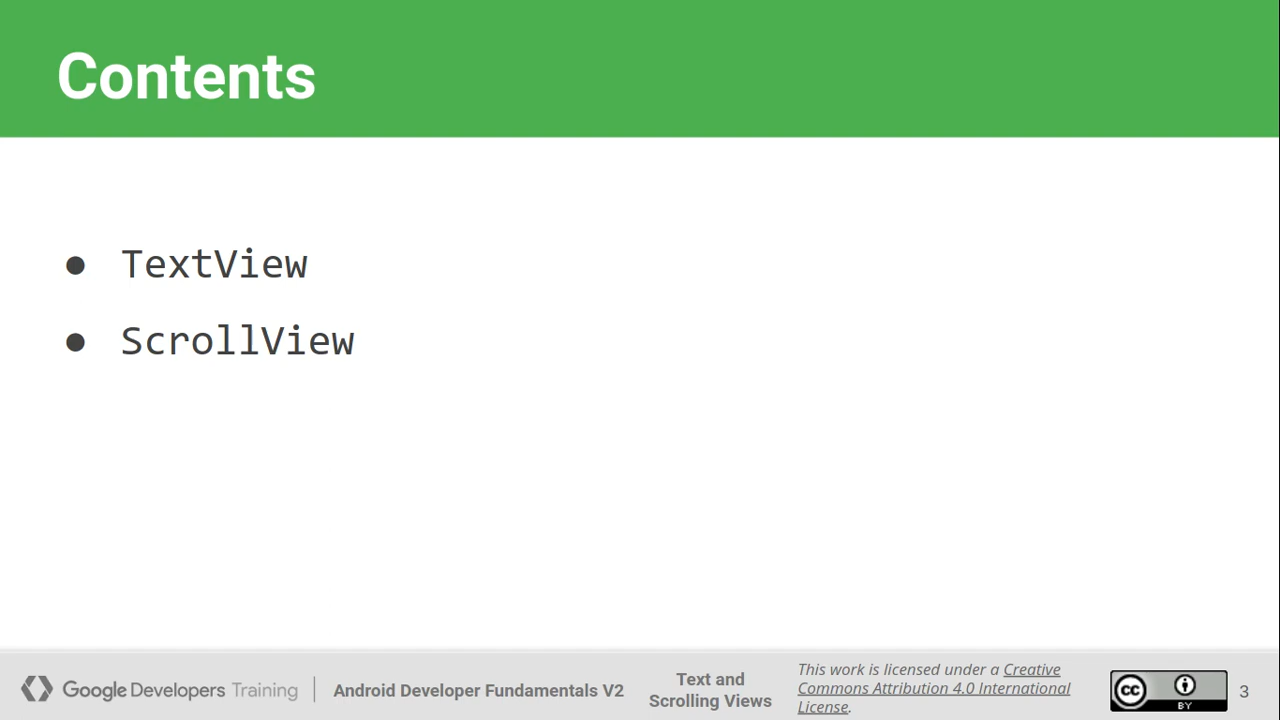 Contents
● TextView
● ScrollView
Google Developers Training
Android Developer Fundamentals V2
Text and
Scrolling Views
This work is licensed under a Creative
Commons Attribution 4.0 International
License.
cc
BY
3